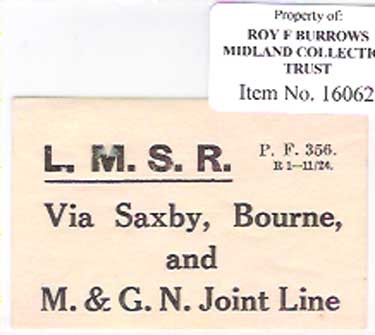 Property of:
ROY F BURROWS
MIDLAND COLLECTIO
TRUST
Item No. 16062
L. M. S. R. P. F. 356.
R 1—11/24.
Via Saxby, Bourne,
and
M. & G. N. Joint Line